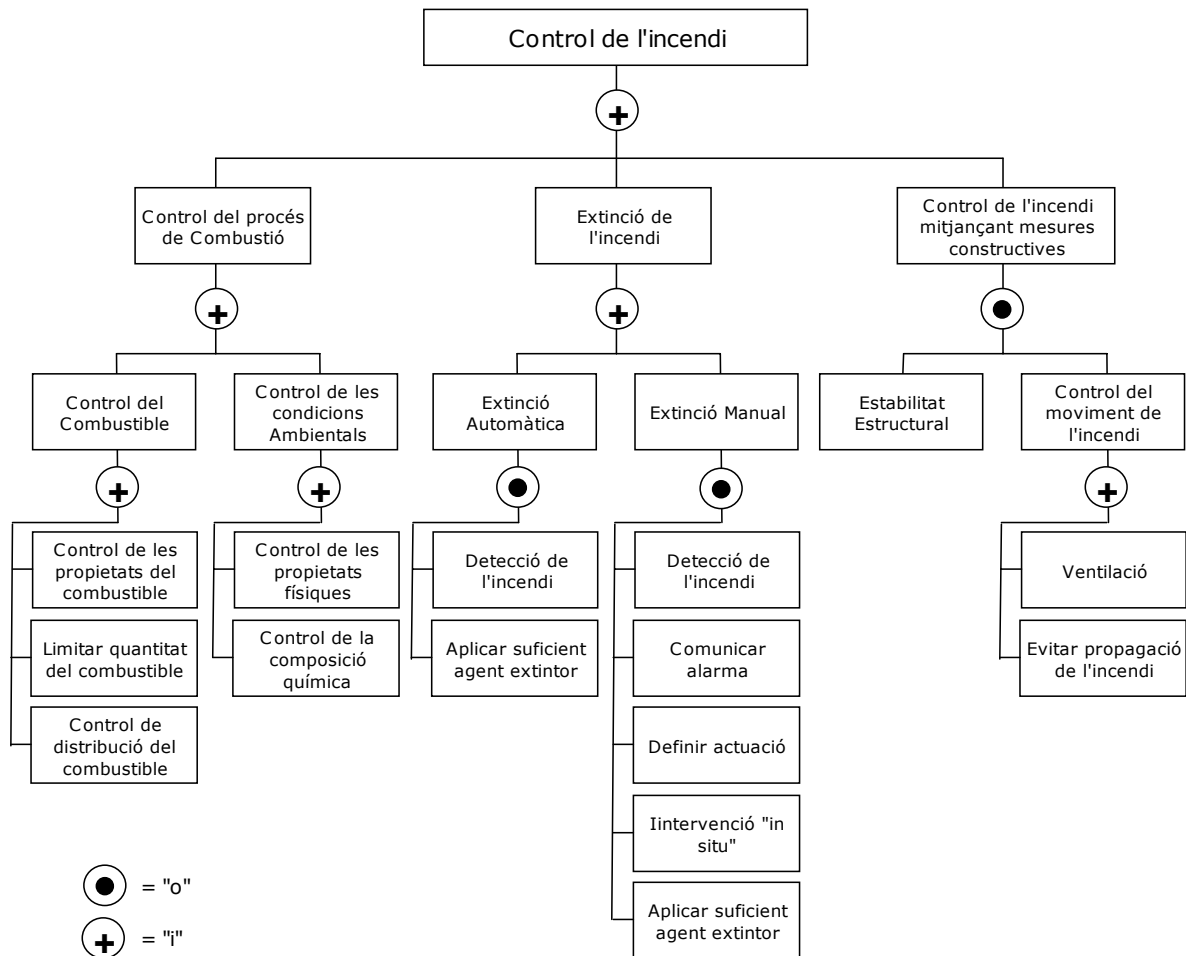 Control de l'incendi
Control del procés
de Combustió
Extinció de
l'incendi
Control de l'incendi
mitjançant mesures
constructives
Control del
Combustible
Control de les
condicions
Ambientals
Extinció
Automàtica
Extinció Manual
Estabilitat
Estructural
Control del
moviment de
l'incendi
Control de les
propietats del
combustible
Limitar quantitat
del combustible
Control de
distribució del
combustible
Control de les
propietats
físiques
Control de la
composició
química
Detecció de
l'incendi
Aplicar suficient
agent extintor
Detecció de
l'incendi
Comunicar
alarma
Definir actuació
Iintervenció "in
situ"
Aplicar suficient
agent extintor
Ventilació
Evitar propagació
de l'incendi
= "o"
= "i"